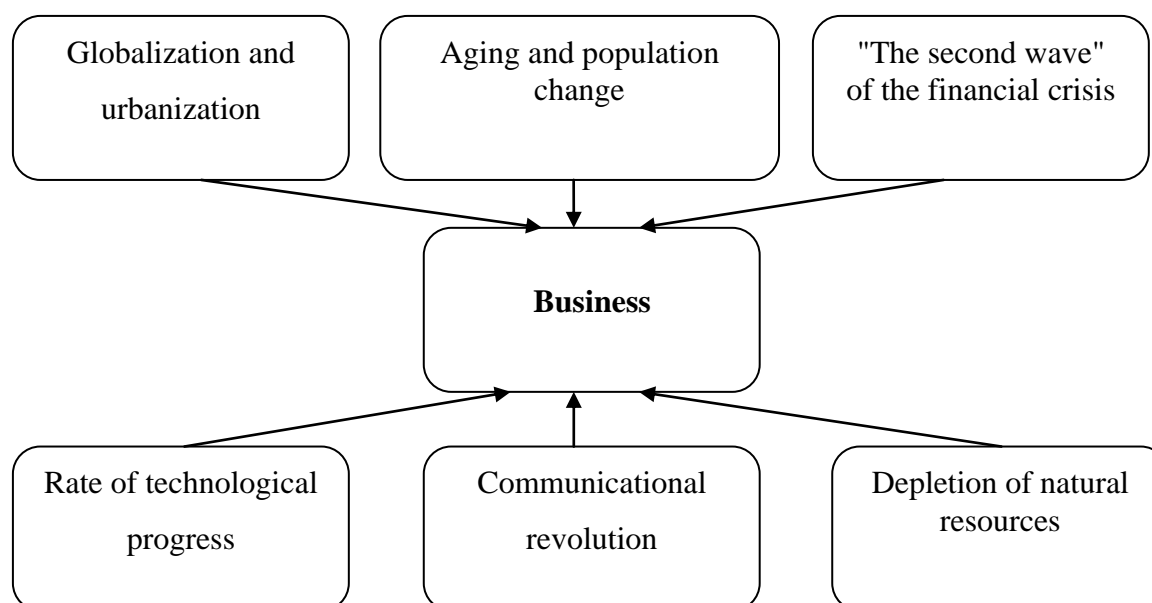 Globalization and
urbanization
Aging and population
change
"The second wave"
of the financial crisis
Business
Rate of technological
progress
Communicational
revolution
Depletion of natural
resources